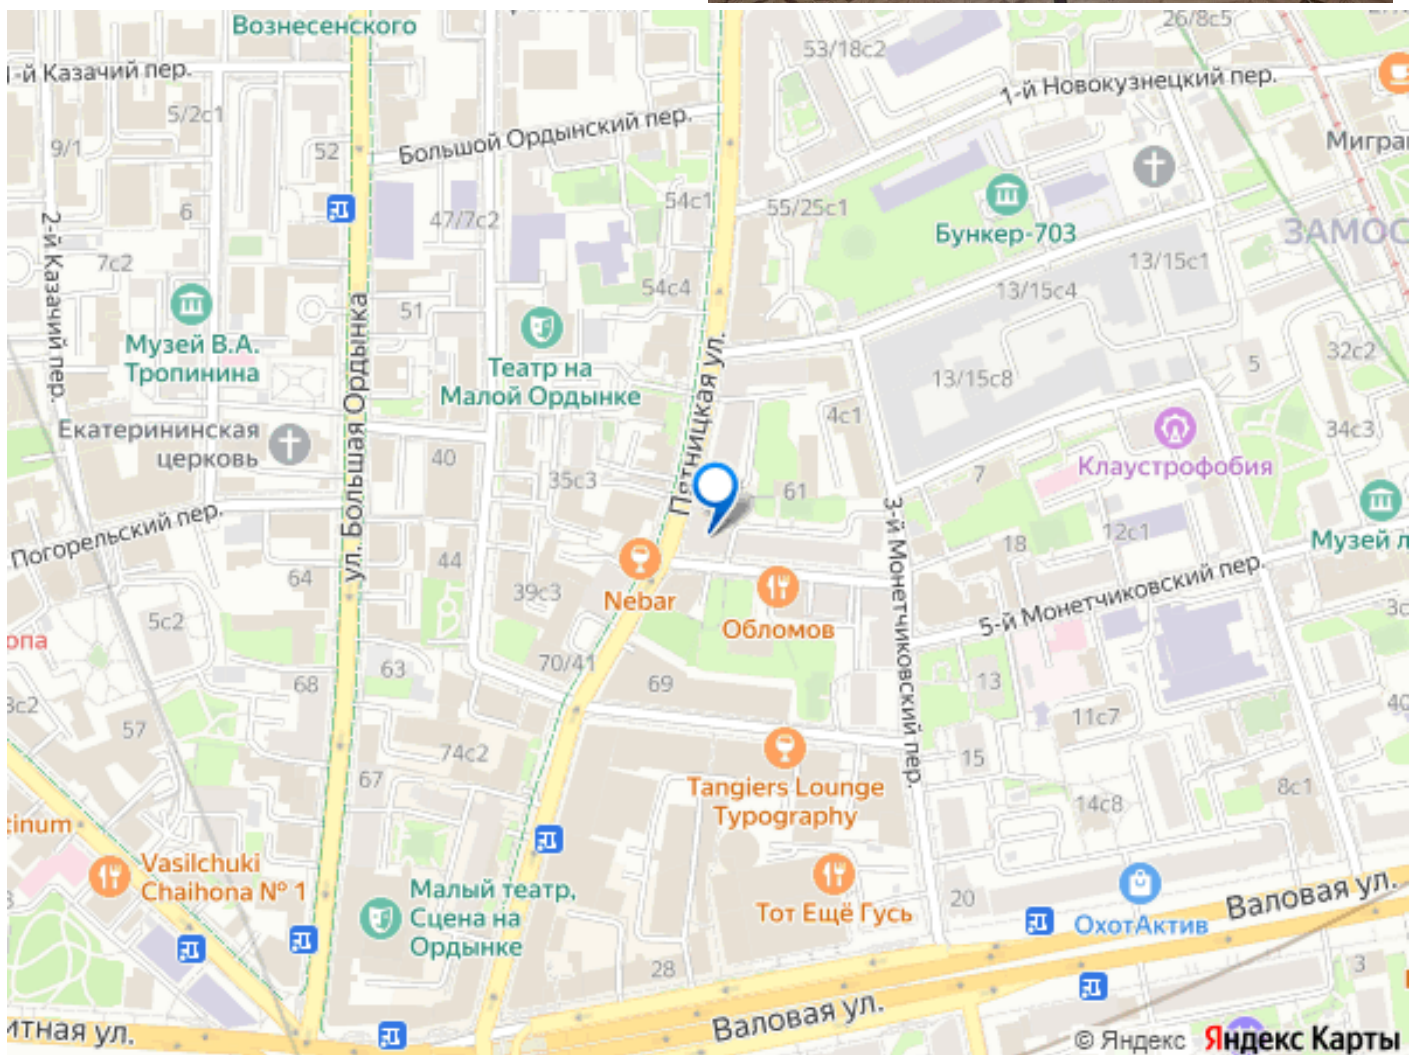 Вознесенского
1-й Казачий пер.
5/2с1
9/1
52
6
2-й Казачий пер.
7с2
Большой Ордынский пер.
47/7с2
54с1
53/18с2
26/8с5
1-й Новокузнецкий пер.
55/25с1
Бункер-703
ЗАМОС
13/15с1
13/15с4
54с4
51
Музей В.А.
Тропинина
ул. Большая Ордынка
Театр на
Малой Ордынке
Пятницкая ул.
13/15с8
5
32с2
4с1
34с3
Екатерининская
церковь
40
35с3
61
7
Клаустрофобия
3-й Монетчиковский пер.
12с1
18
Музей л
Погорельский пер.
64
44
39с3
Nebar
Обломов
5-й Монетчиковский пер.
5с2
она
63
68
70/41
69
13
11с7
40
57
74с2
67
15
14с8
8с1
Tangiers Lounge
Typography
tinum
Vasilchuki
Chaihona № 1
Малый театр,
Сцена на
Ордынке
Тот Ещё Гусь
20
ОхотАктив
Валовая ул.
28
3
Валовая ул.
итная ул.
© Яндекс Яндекс Карты